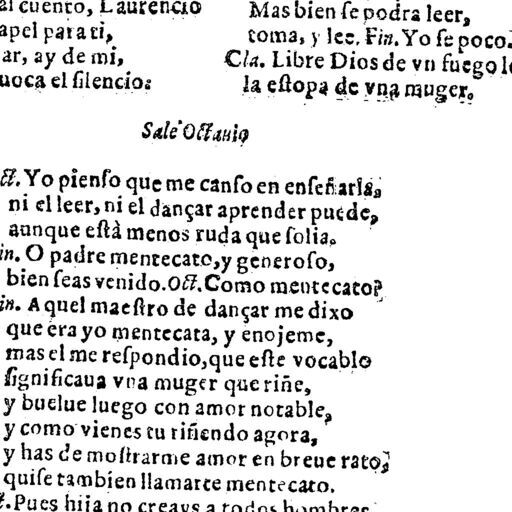 al cuento, Laurencio
apel para ti,
ar, ay de mi,
uoca el silencio:
Mas bien ſe podra leer,
toma, y lee. Fin. Yo ſe poco.
Cla. Libre Dios de vn fuego
la eſtopa de vna muger.
Sale Octauio
ct. Yo pienſo que me canſo en enſeñarla,
ni el leer, ni el dançar aprender puede,
aunque eſtà menos ruda que ſolia.
in. O padre mentecato, y generoſo,
bien ſeas venido. Oct. Como mentecato?
in. Aquel maeſtro de dançar me dixo
que era yo mentecata, y enojeme,
mas el me reſpondio, que eſte vocablo
ſignificaua vna muger que riñe,
y buelue luego con amor notable,
y como vienes tu riñendo agora,
y has de moſtrarme amor en breue rato,
quiſe tambien llamarte mentecato.
t. Pues hija no creays a todos hombres